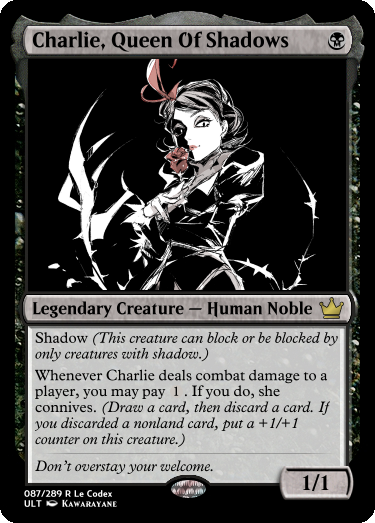 Charlie, Queen Of Shadows
Legendary Creature — Human Noble
Shadow (This creature can block or be blocked by
only creatures with shadow.)
Whenever Charlie deals combat damage to a
player, you may pay 1 . If you do, she
connives. (Draw a card, then discard a card. If
you discarded a nonland card, put a +1/+1
counter on this creature.)
Don't overstay your welcome.
1/1
087/289 R Le Codex
ULT KAWARAYANE